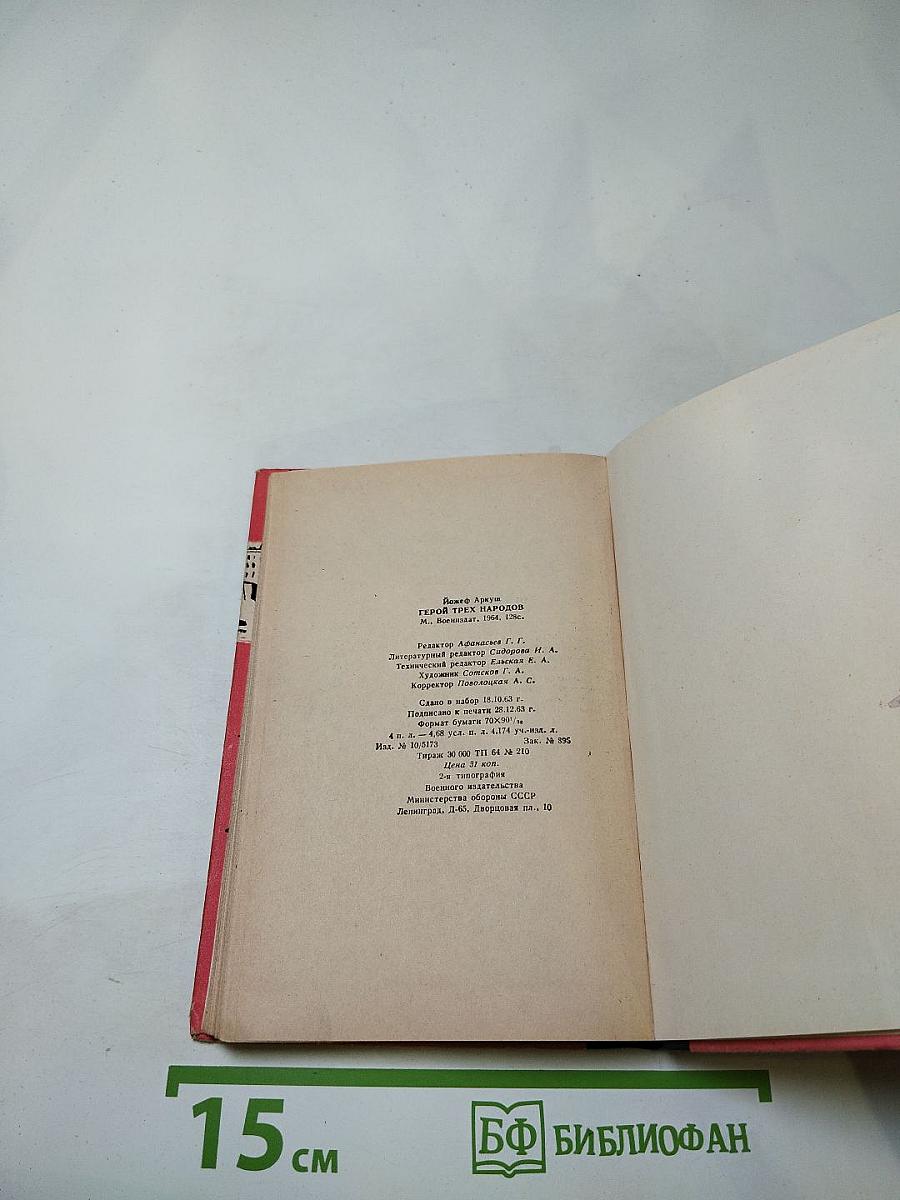 Йожеф Аркуш
ГЕРОЙ ТРЕХ НАРОДОВ
М., Воениздат, 1964, 128с.
Редактор Афанасьев Г. Г.
Литературный редактор Сидорова И. А.
Технический редактор Ельская Е. А.
Художник Сотсков Г. А.
Корректор Поволоцкая А. С.
Сдано в набор 18.10.63 г.
Подписано к печати 28.12.63 г.
Формат бумаги 70×90¹/₁₆
4 п. л. — 4,68 усл. п. л. 4,174 уч.-изд. л.
Изд. № 10/5173 Зак. № 895
Тираж 30 000 ТП 64 № 210
Цена 31 коп.
2-я типография
Военного издательства
Министерства обороны СССР
Ленинград, Д-65, Дворцовая пл., 10
15 см
БФ БИБЛИОФАН